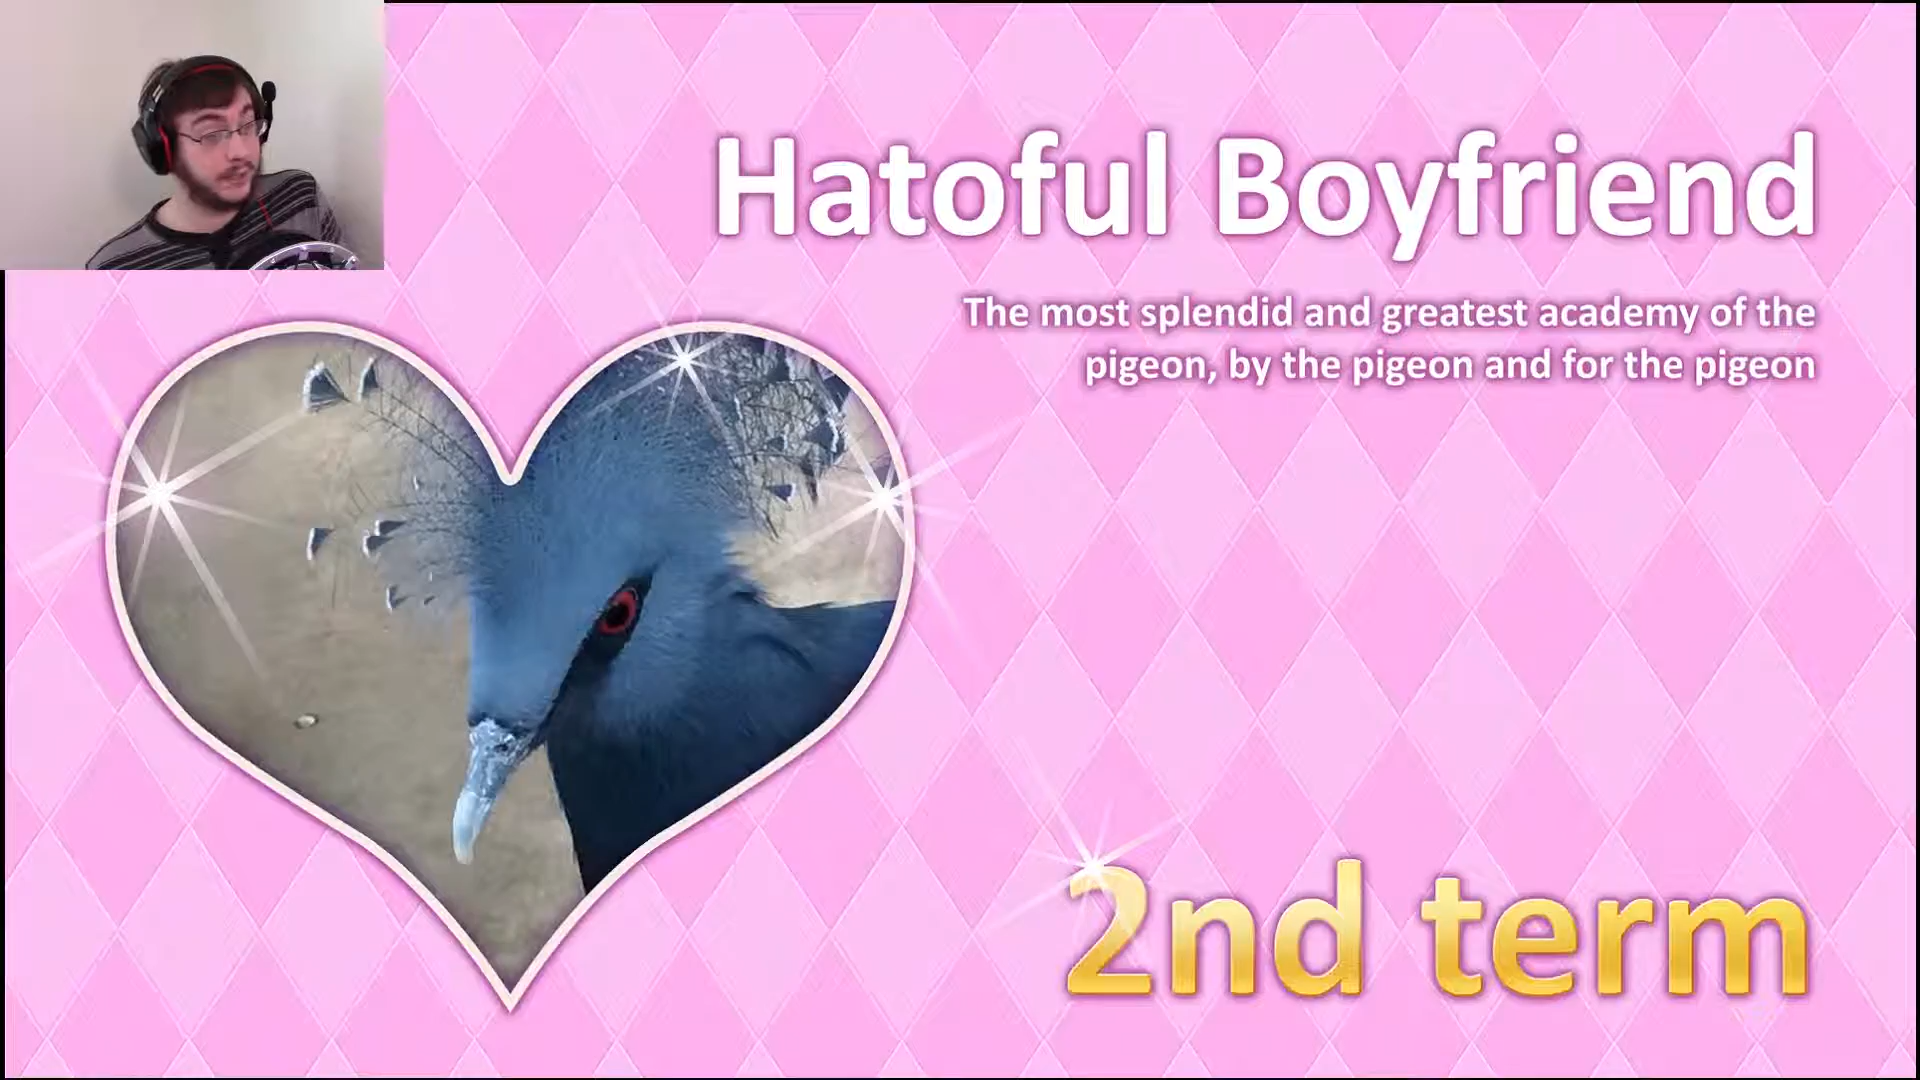 Hatoful Boyfriend
The most splendid and greatest academy of the
pigeon, by the pigeon and for the pigeon
2nd term